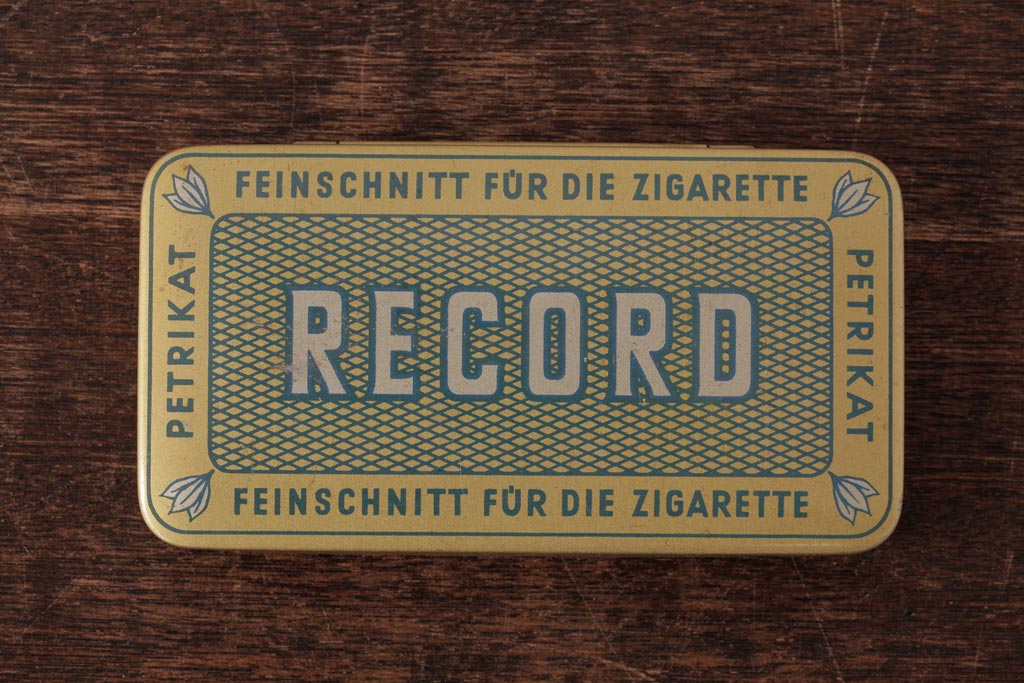 FEINSCHNITT FÜR DIE ZIGARETTE
PETRIKAT
RECORD
PETRIKAT
FEINSCHNITT FÜR DIE ZIGARETTE